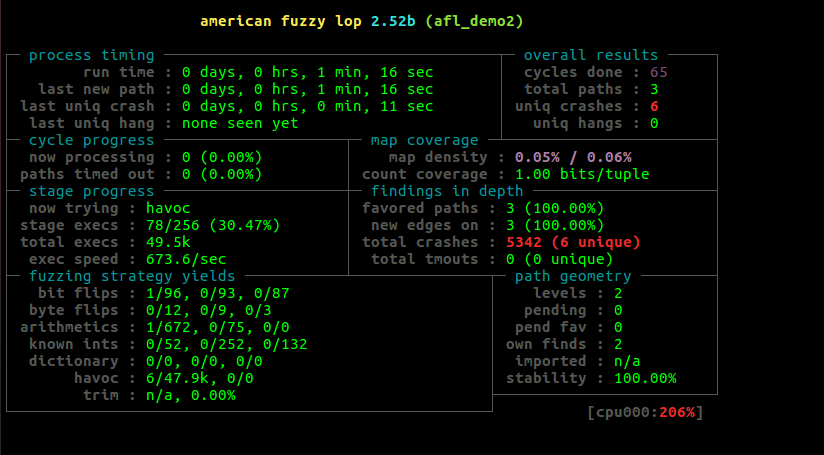 american fuzzy lop 2.52b (afl_demo2)
process timing overall results
run time : 0 days, 0 hrs, 1 min, 16 sec cycles done : 65
last new path : 0 days, 0 hrs, 1 min, 16 sec total paths : 3
last uniq crash : 0 days, 0 hrs, 0 min, 11 sec uniq crashes : 6
last uniq hang : none seen yet uniq hangs : 0
cycle progress map coverage
now processing : 0 (0.00%) map density : 0.05% / 0.06%
paths timed out : 0 (0.00%) count coverage : 1.00 bits/tuple
stage progress findings in depth
now trying : havoc favored paths : 3 (100.00%)
stage execs : 78/256 (30.47%) new edges on : 3 (100.00%)
total execs : 49.5k total crashes : 5342 (6 unique)
exec speed : 673.6/sec total tmouts : 0 (0 unique)
fuzzing strategy yields path geometry
bit flips : 1/96, 0/93, 0/87 levels : 2
byte flips : 0/12, 0/9, 0/3 pending : 0
arithmetics : 1/672, 0/75, 0/0 pend fav : 0
known ints : 0/52, 0/252, 0/132 own finds : 2
dictionary : 0/0, 0/0, 0/0 imported : n/a
havoc : 6/47.9k, 0/0 stability : 100.00%
trim : n/a, 0.00%
[cpu000:206%]